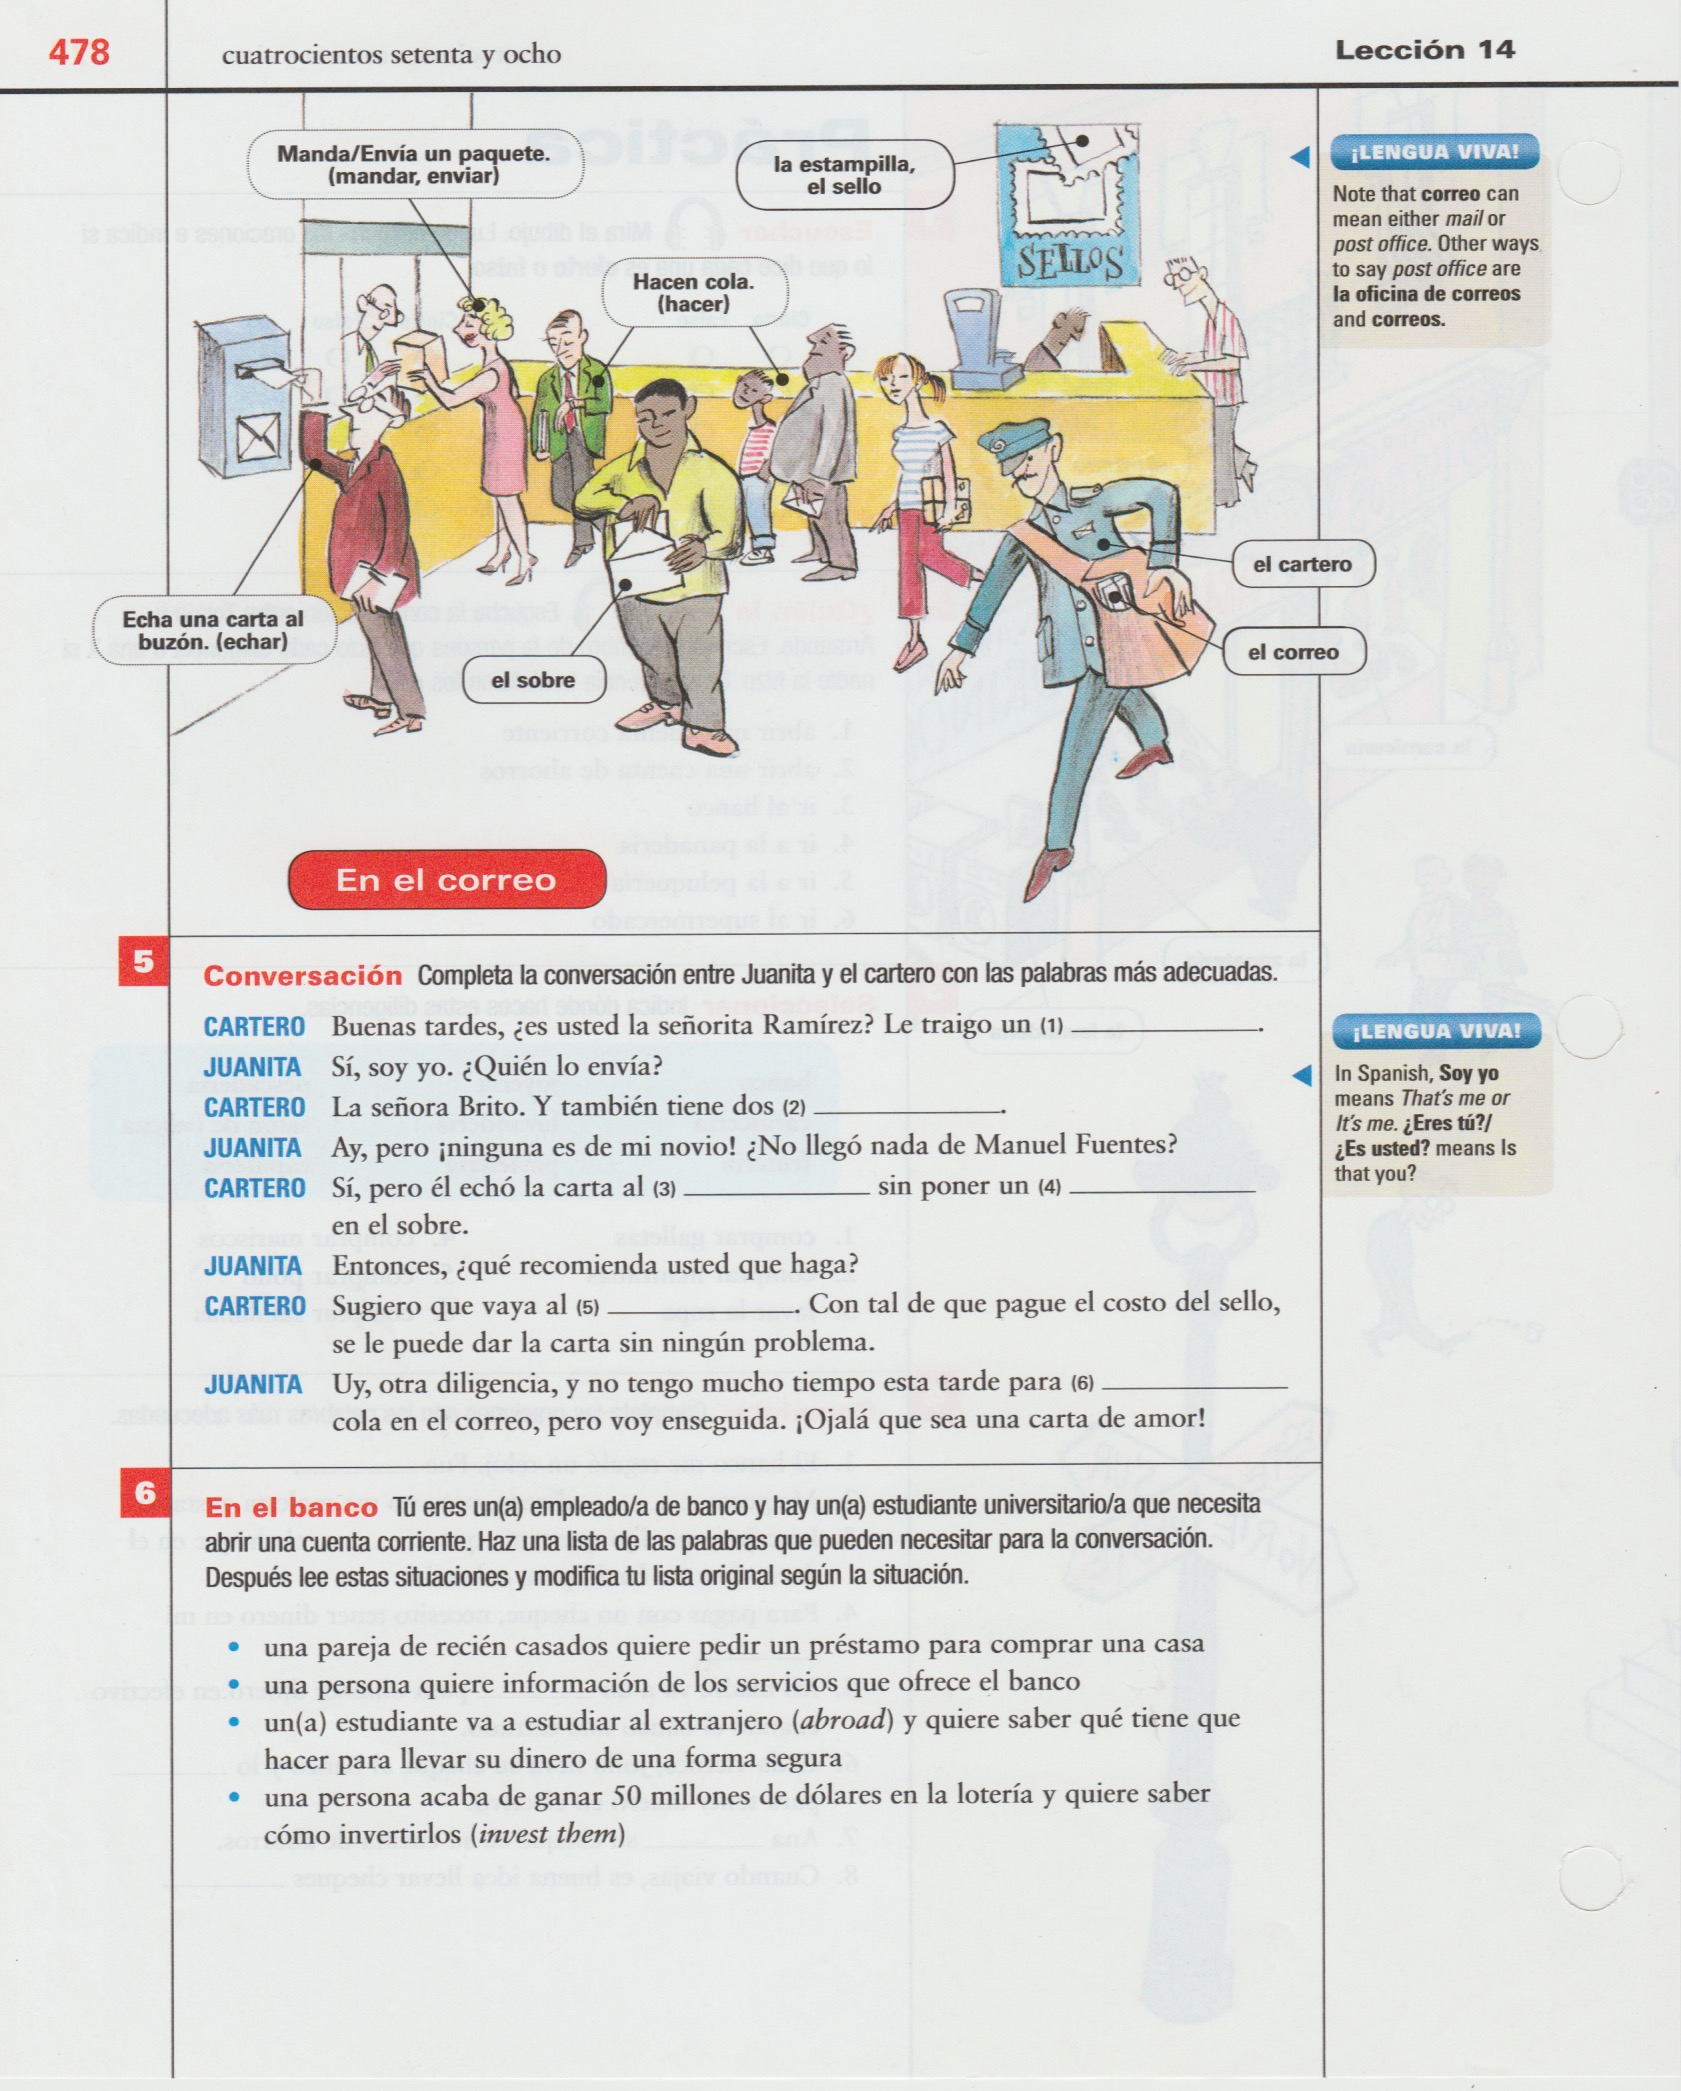 478
cuatrocientos setenta y ocho
Lección 14
Manda/Envía un paquete.
(mandar, enviar)
la estampilla,
el sello
SELLOS
Hacen cola.
(hacer)
Echa una carta al
buzón. (echar)
el sobre
el cartero
el correo
¡LENGUA VIVA!
Note that correo can
mean either mail or
post office. Other ways
to say post office are
la oficina de correos
and correos.
En el correo
5
Conversación Completa la conversación entre Juanita y el cartero con las palabras más adecuadas.
CARTERO Buenas tardes, ¿es usted la señorita Ramírez? Le traigo un (1) ____________.
JUANITA Sí, soy yo. ¿Quién lo envía?
CARTERO La señora Brito. Y también tiene dos (2) ____________.
JUANITA Ay, pero ¡ninguna es de mi novio! ¿No llegó nada de Manuel Fuentes?
CARTERO Sí, pero él echó la carta al (3) ____________ sin poner un (4) ____________
en el sobre.
JUANITA Entonces, ¿qué recomienda usted que haga?
CARTERO Sugiero que vaya al (5) ____________. Con tal de que pague el costo del sello,
se le puede dar la carta sin ningún problema.
JUANITA Uy, otra diligencia, y no tengo mucho tiempo esta tarde para (6) ____________
cola en el correo, pero voy enseguida. ¡Ojalá que sea una carta de amor!
¡LENGUA VIVA!
In Spanish, Soy yo
means That's me or
It's me. ¿Eres tú?/
¿Es usted? means Is
that you?
6
En el banco Tú eres un(a) empleado/a de banco y hay un(a) estudiante universitario/a que necesita
abrir una cuenta corriente. Haz una lista de las palabras que pueden necesitar para la conversación.
Después lee estas situaciones y modifica tu lista original según la situación.
• una pareja de recién casados quiere pedir un préstamo para comprar una casa
• una persona quiere información de los servicios que ofrece el banco
• un(a) estudiante va a estudiar al extranjero (abroad) y quiere saber qué tiene que
hacer para llevar su dinero de una forma segura
• una persona acaba de ganar 50 millones de dólares en la lotería y quiere saber
cómo invertirlos (invest them)